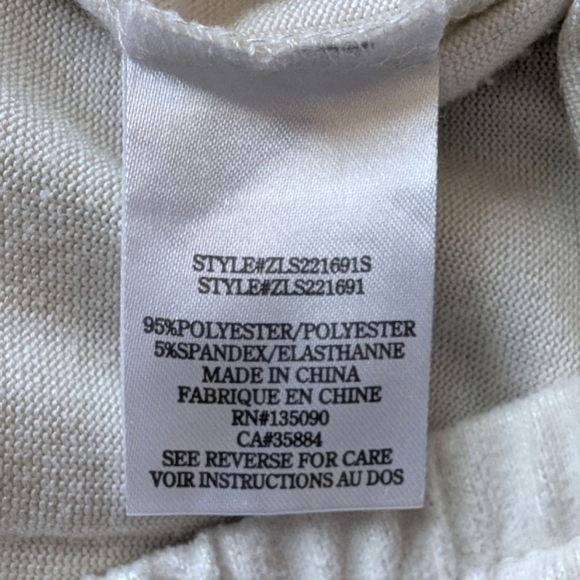 STYLE#ZLS221691S
STYLE#ZLS221691
95%POLYESTER/POLYESTER
5%SPANDEX/ELASTHANNE
MADE IN CHINA
FABRIQUE EN CHINE
RN#135090
CA#35884
SEE REVERSE FOR CARE
VOIR INSTRUCTIONS AU DOS